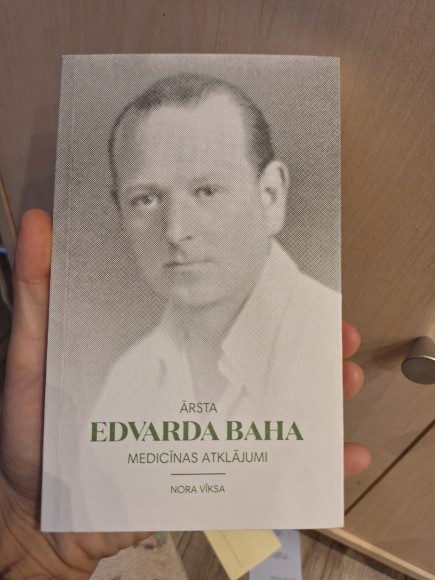 ĀRSTA
EDVARDA BAHA
MEDICĪNAS ATKLĀJUMI
NORA VĪKSA